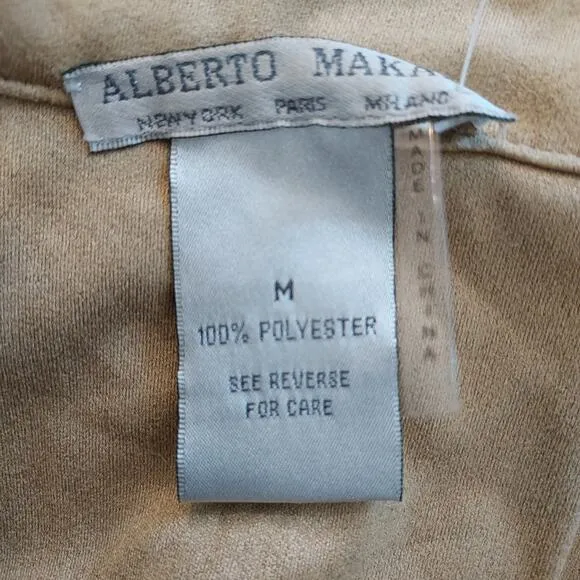 ALBERTO MAKA
NEW YORK PARIS MILANO
MADE IN CHINA
M
100% POLYESTER
SEE REVERSE
FOR CARE